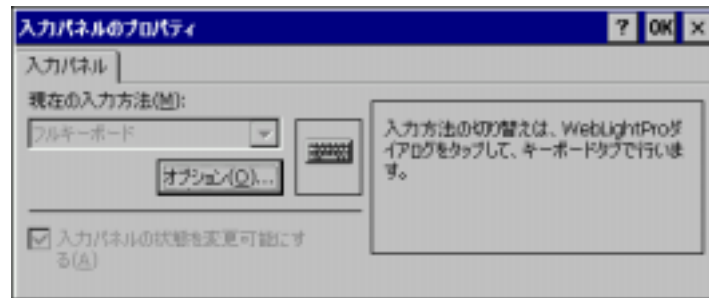 入力パネルのプロパティ ? OK ×
入力パネル
現在の入力方法(M):
フルキーボード
オプション(O)...
入力パネルの状態を変更可能にす
る(A)
入力方法の切り替えは、WebLightProダ
イアログをタップして、キーボードタブで行いま
す。